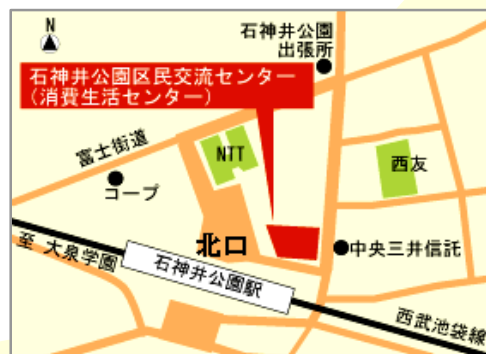 N
石神井公園
出張所
石神井公園区民交流センター
(消費生活センター)
富士街道
NTT
西友
コープ
北口
中央三井信託
至 大泉学園
石神井公園駅
西武池袋線